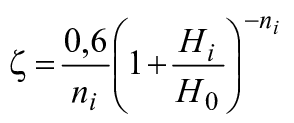 ζ = 0,6/n_i (1 + H_i/H_0)^{-n_i}